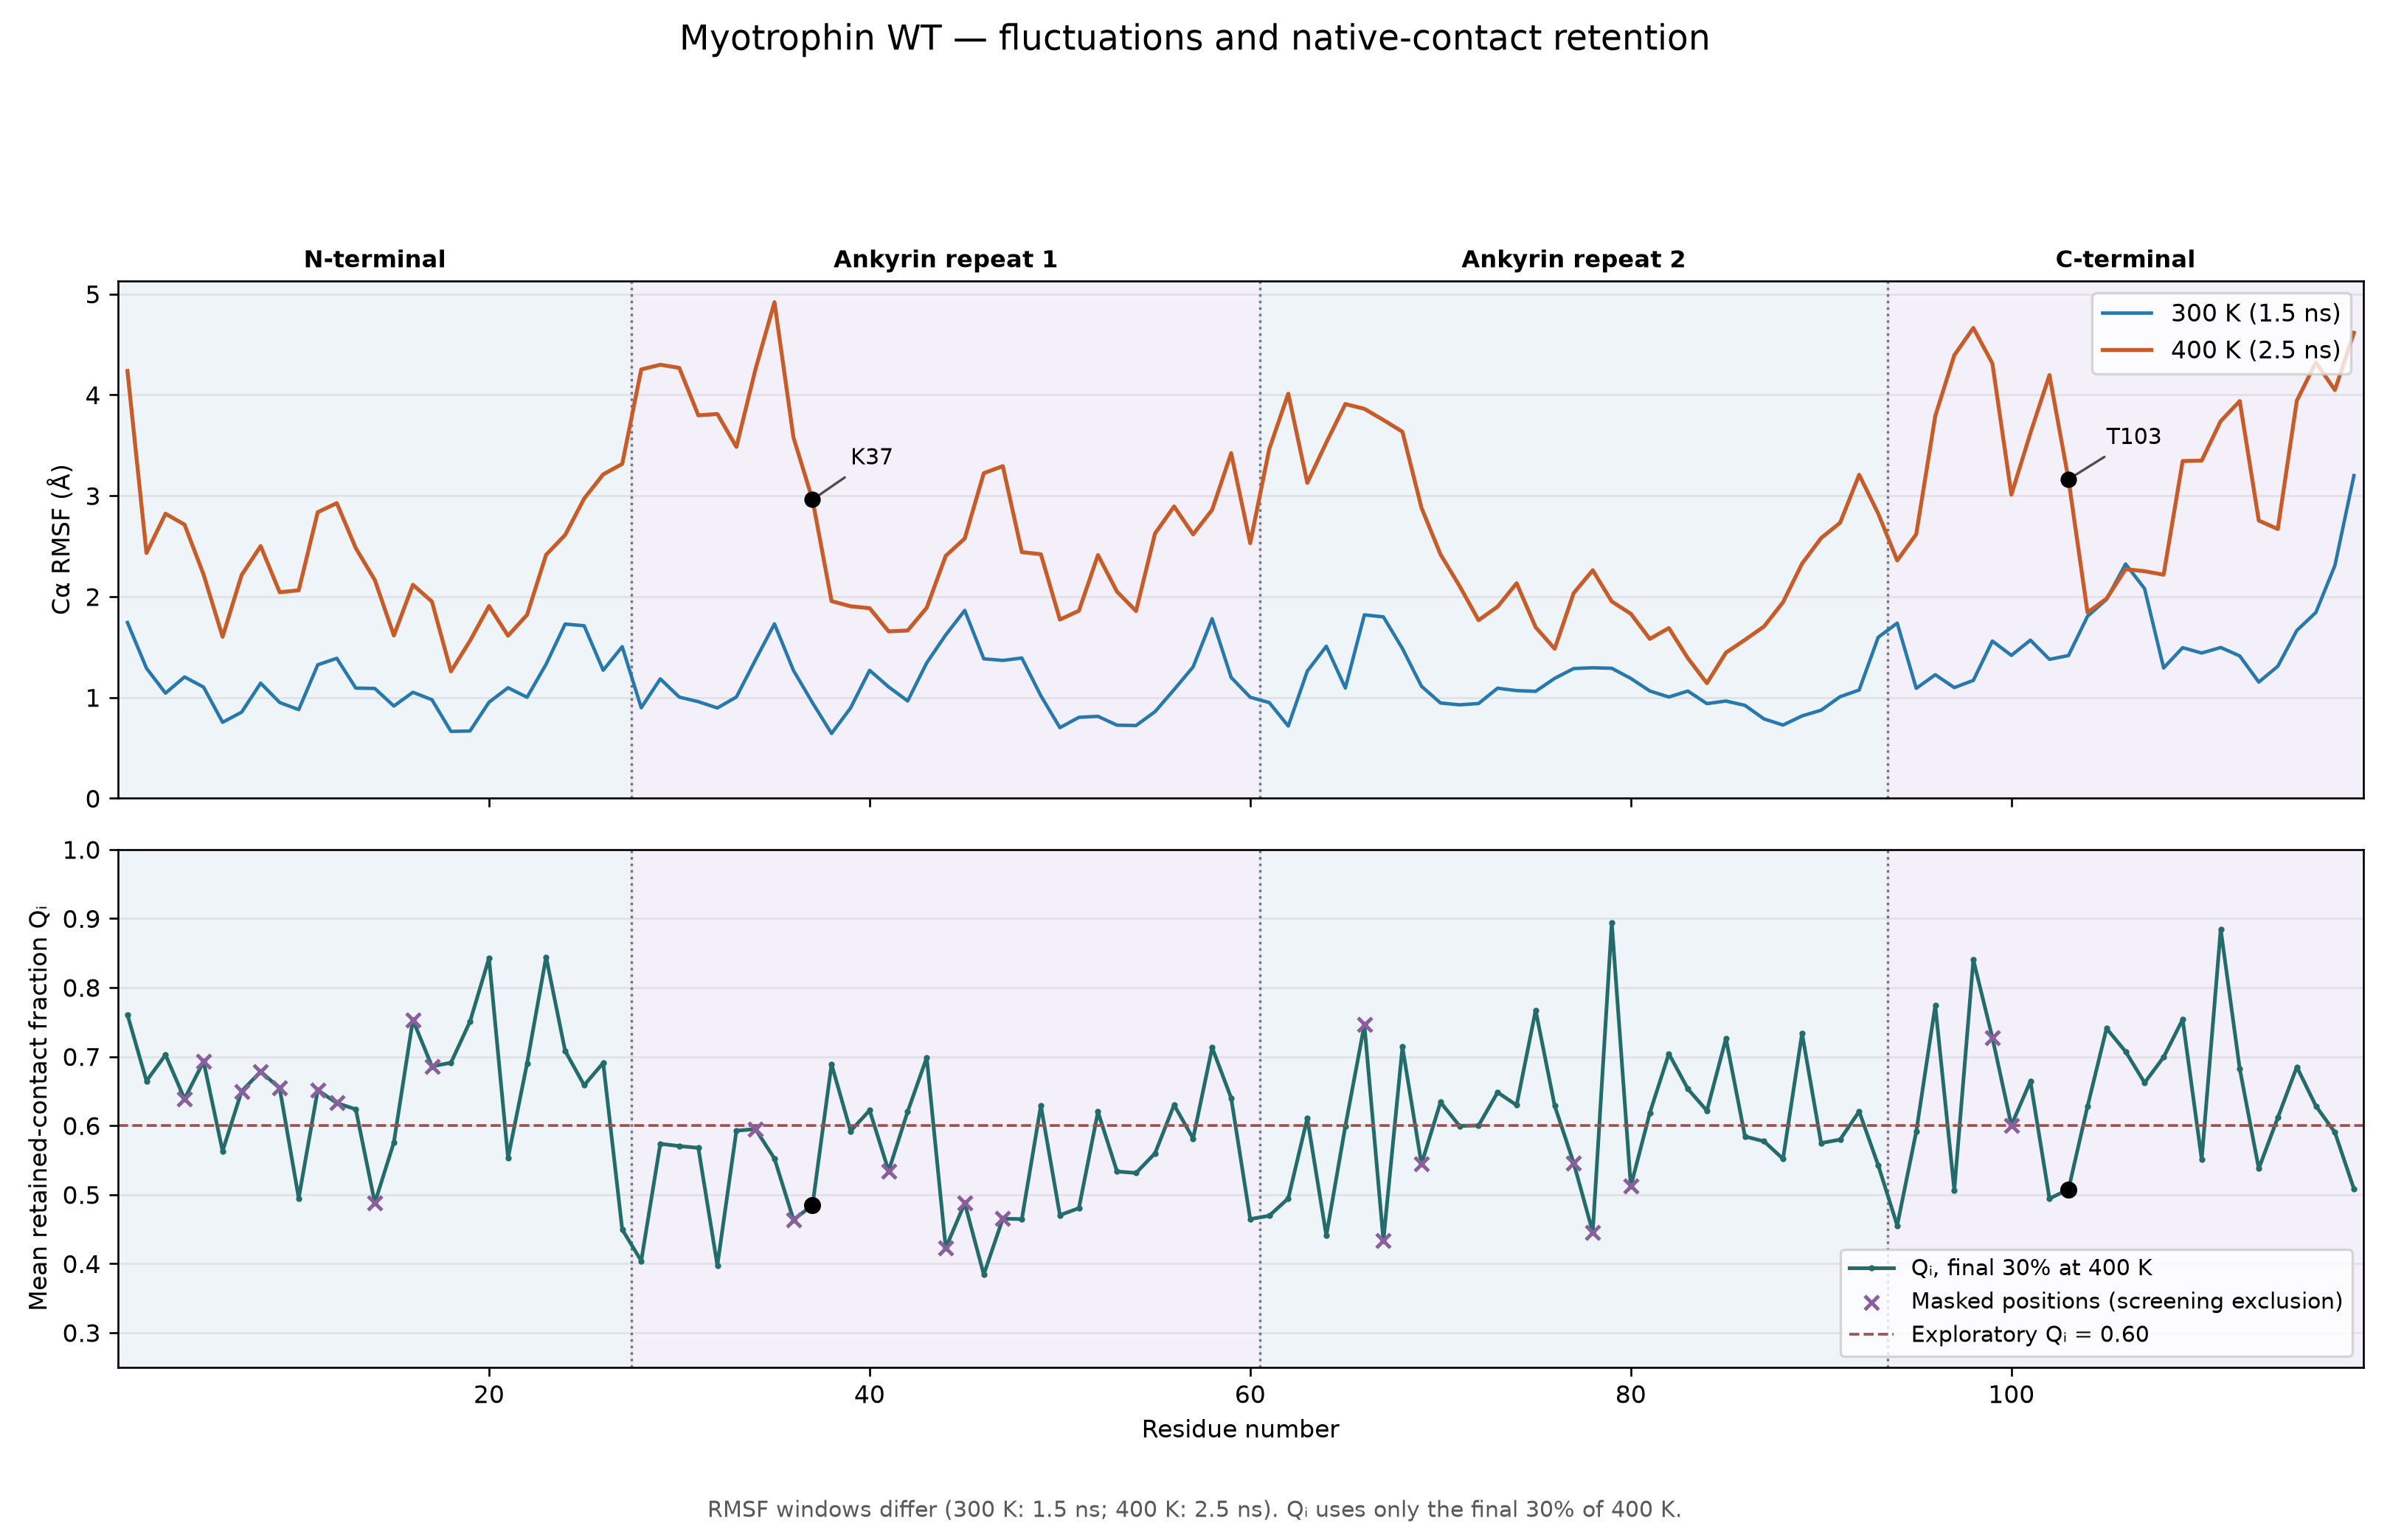 Myotrophin WT — fluctuations and native-contact retention
N-terminal
Ankyrin repeat 1
Ankyrin repeat 2
C-terminal
Cα RMSF (Å)
5
4
3
2
1
0
K37
T103
300 K (1.5 ns)
400 K (2.5 ns)
Mean retained-contact fraction Qᵢ
1.0
0.9
0.8
0.7
0.6
0.5
0.4
0.3
Qᵢ, final 30% at 400 K
Masked positions (screening exclusion)
Exploratory Qᵢ = 0.60
20
40
60
80
100
Residue number
RMSF windows differ (300 K: 1.5 ns; 400 K: 2.5 ns). Qᵢ uses only the final 30% of 400 K.